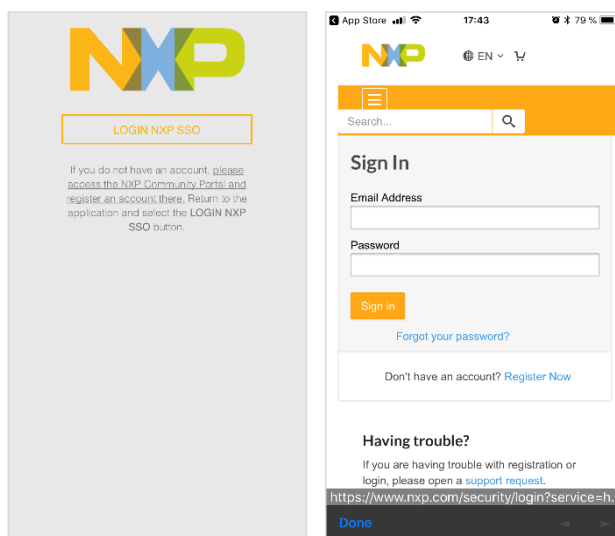 NXP
LOGIN NXP SSO
If you do not have an account, please
access the NXP Community Portal and
register an account there. Return to the
application and select the LOGIN NXP
SSO button.
App Store 17:43 79 %
NXP EN
Search...
Sign In
Email Address
Password
Sign in
Forgot your password?
Don't have an account? Register Now
Having trouble?
If you are having trouble with registration or
login, please open a support request.
https://www.nxp.com/security/login?service=h.
Done